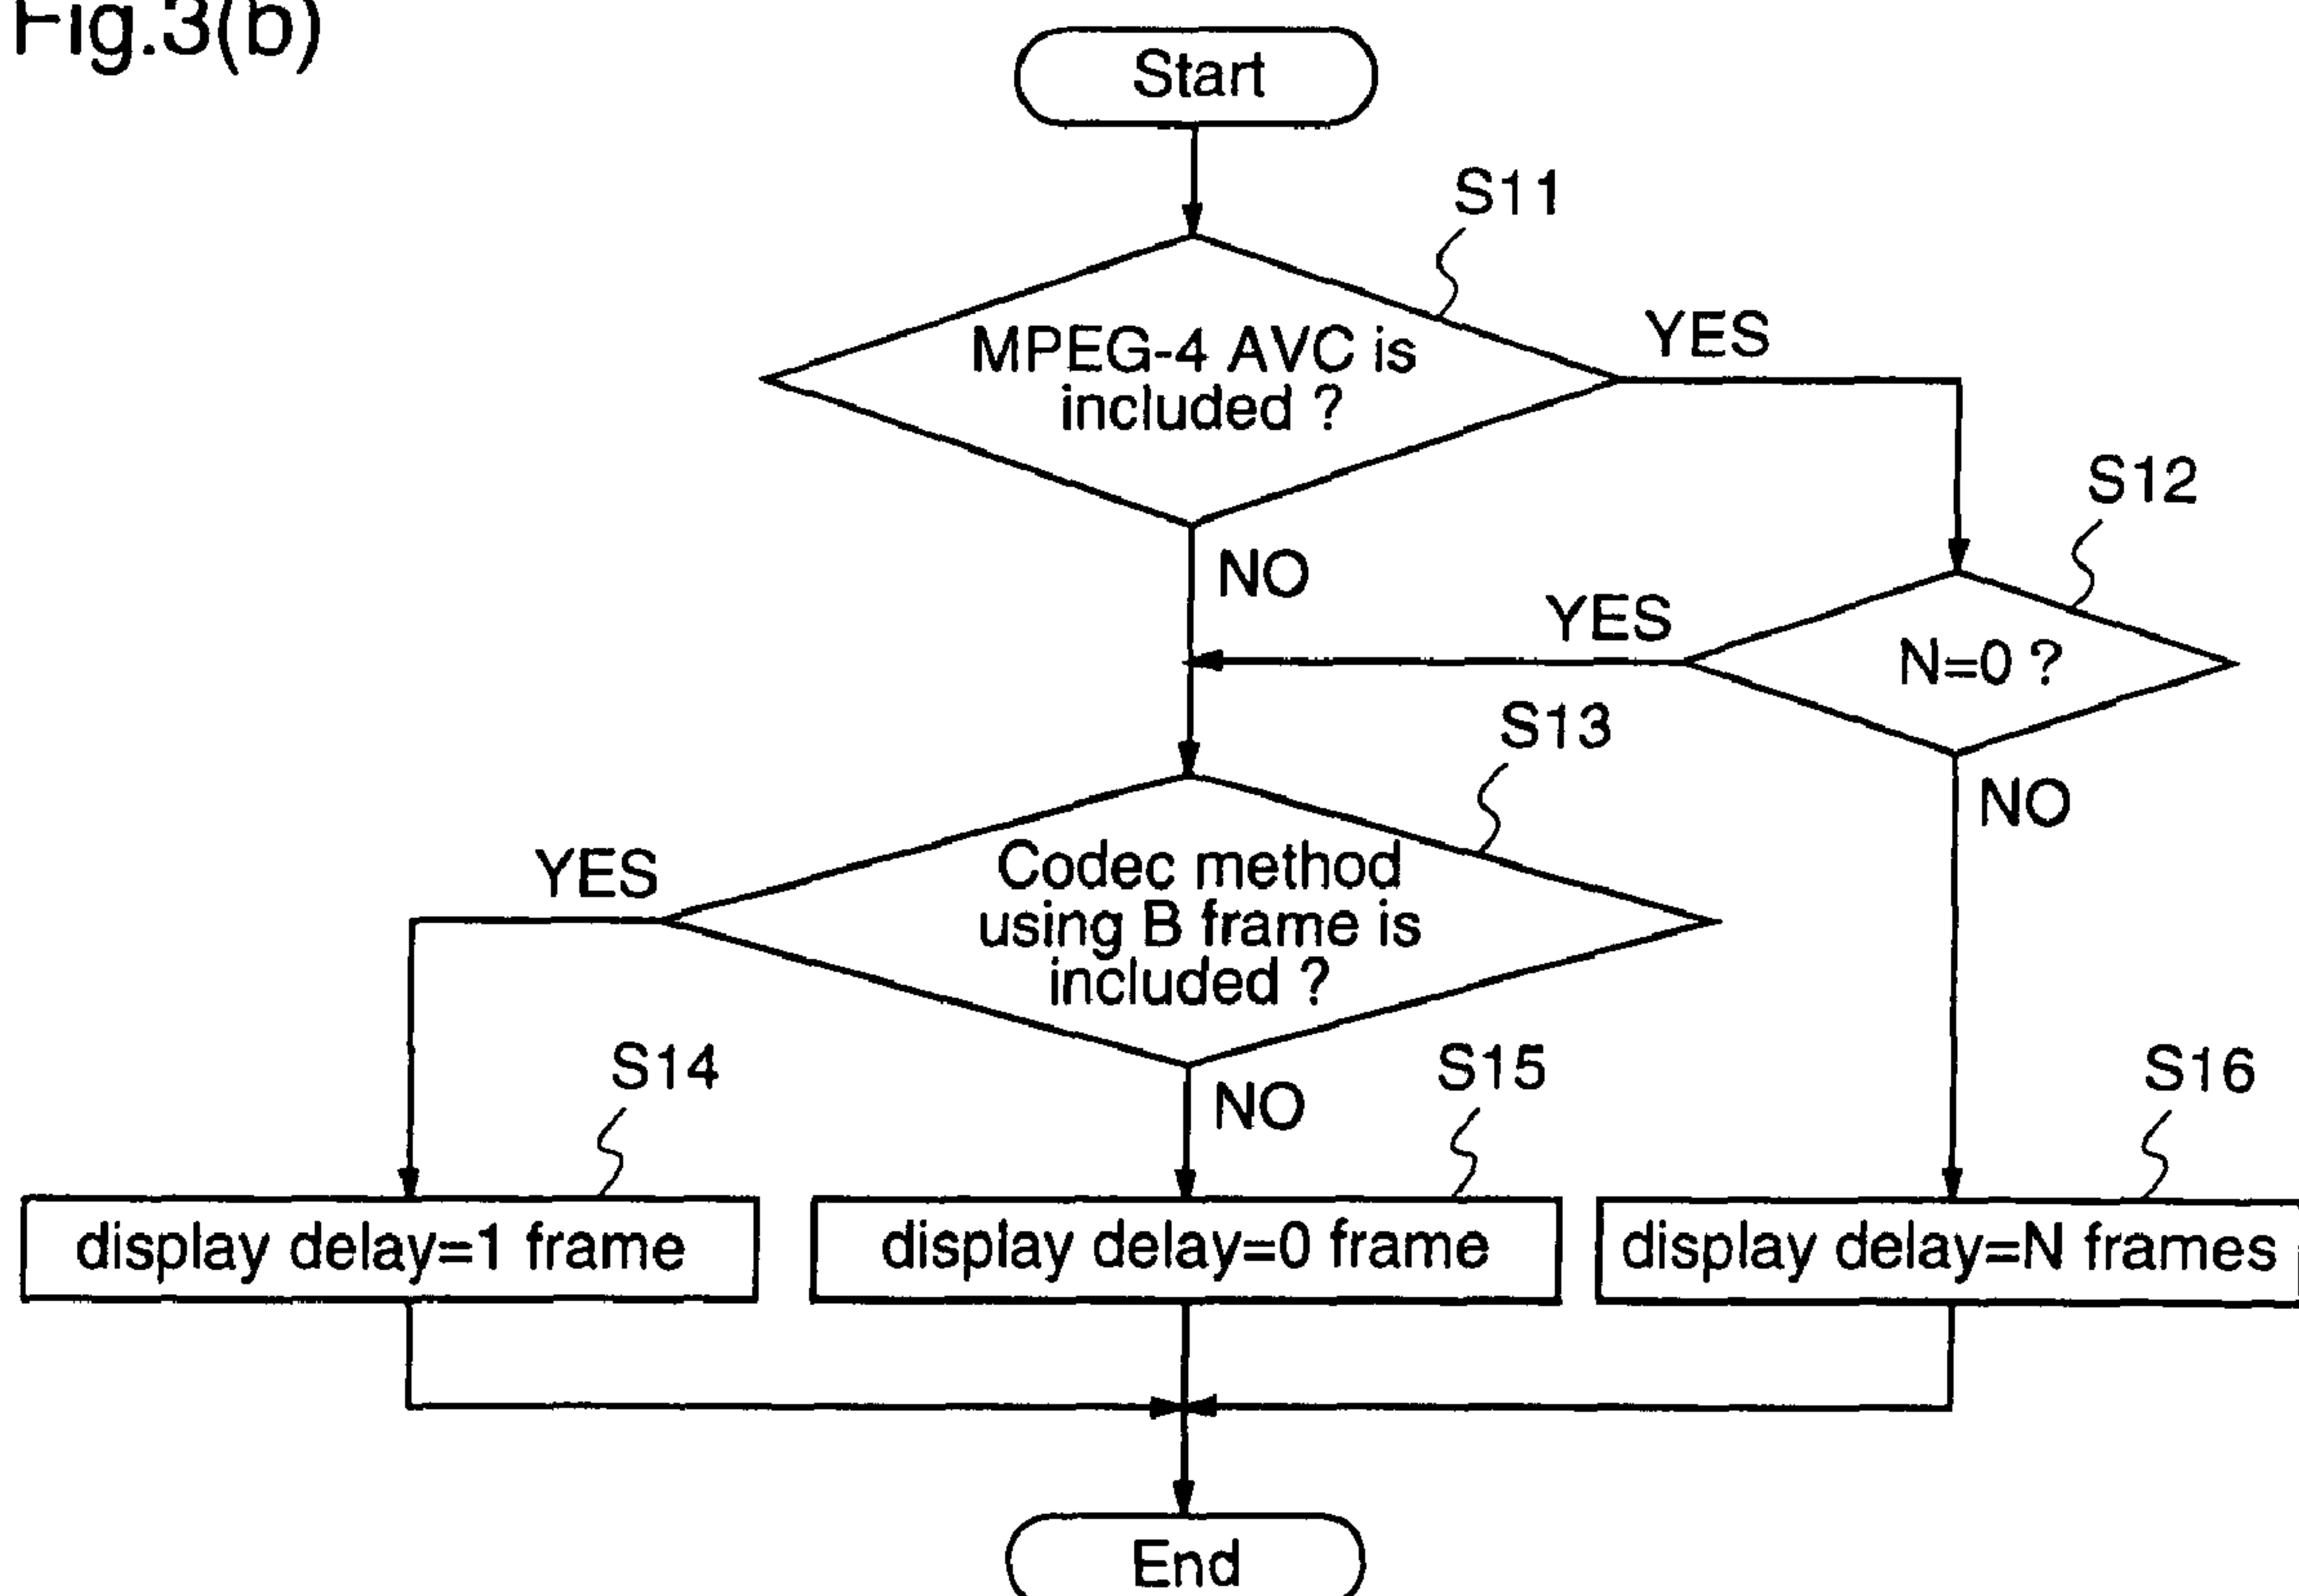 Fig.3(b)
Start
S11
MPEG-4 AVC is
included ?
YES
S12
NO
YES
N=0 ?
S13
NO
Codec method
using B frame is
included ?
YES
S14
S15
S16
NO
display delay=1 frame
display delay=0 frame
display delay=N frames
End